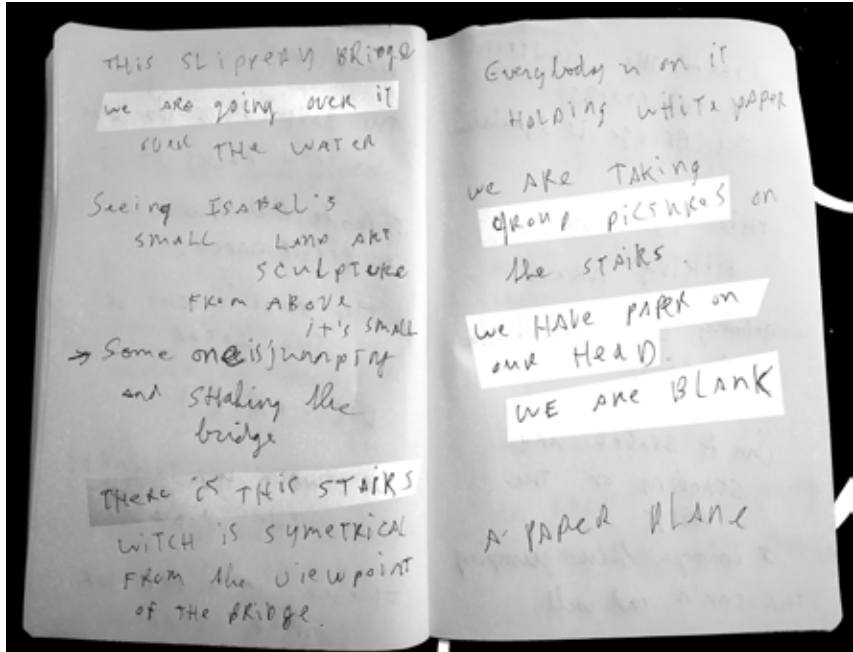 THIS SLIPPERY BRIDGE
WE ARE going over it
over THE WATER
Seeing ISABEL'S
SMALL LAND ART
SCULPTURE
FROM ABOVE
it's SMALL
→ Some one is jumping
and SHaking the
bridge
THERE iS THIS STAIRS
WITCH IS SYMETRICAL
FROM the VIEWPOINT
OF THE BRIDGE.
Everybody is on iT
HOLDING WHITE PAPER
WE ARE TAKING
GROUP PICTURES on
the STAIRS
We HAVE PAPER on
our HEAD.
WE ARE BLANK
A PAPER PLANE